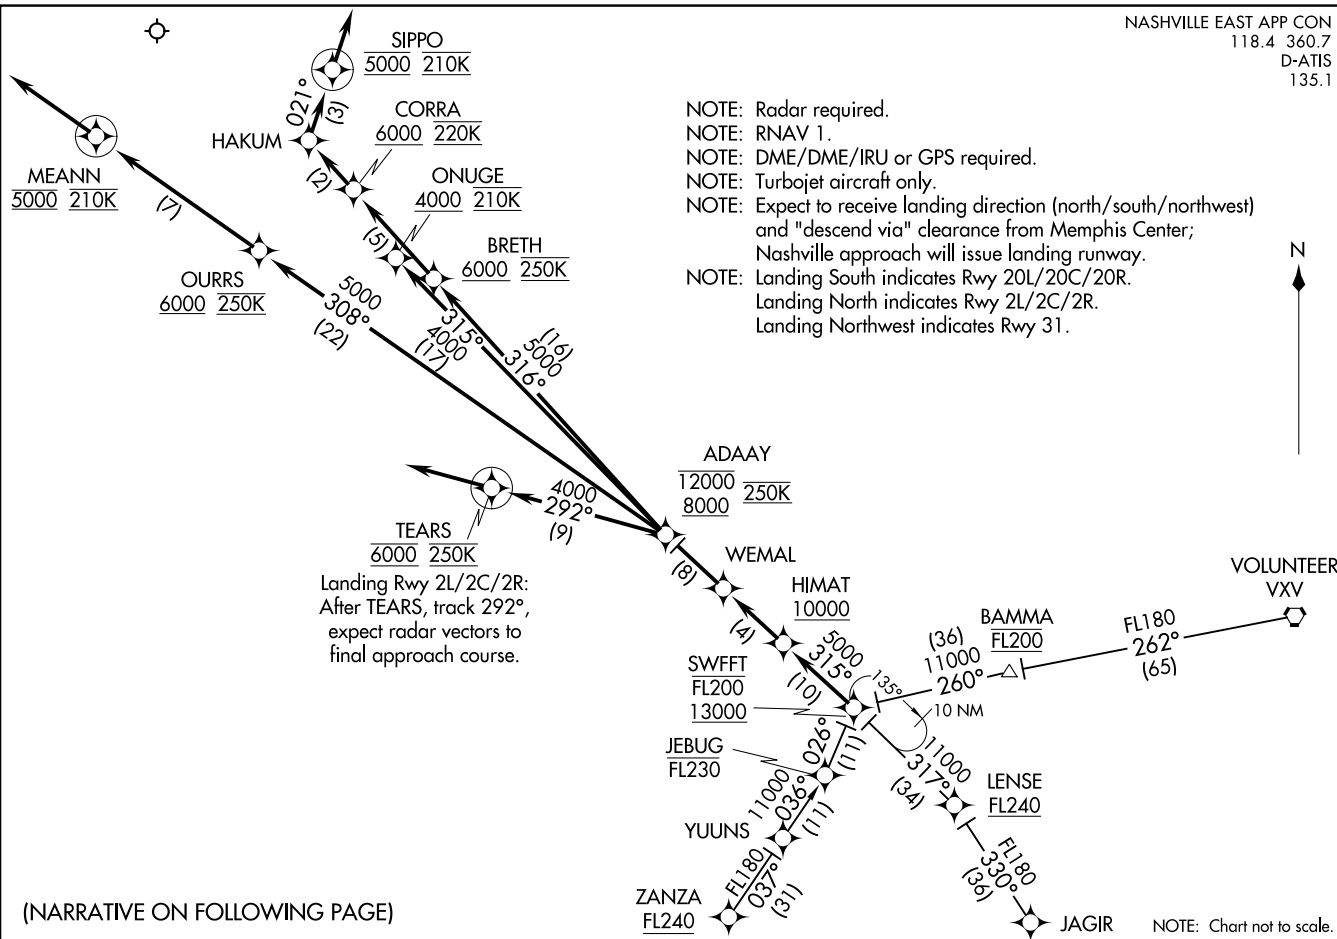 NASHVILLE EAST APP CON
118.4 360.7
D-ATIS
135.1
SIPPO
5000 210K
021°
(3)
CORRA
6000 220K
HAKUM
(2)
MEANN
5000 210K
(7)
ONUGE
4000 210K
(5)
BRETH
6000 250K
OURRS
6000 250K
5000
308°
(22)
315°
4000
(17)
(16)
5000
316°
NOTE: Radar required.
NOTE: RNAV 1.
NOTE: DME/DME/IRU or GPS required.
NOTE: Turbojet aircraft only.
NOTE: Expect to receive landing direction (north/south/northwest)
and "descend via" clearance from Memphis Center;
Nashville approach will issue landing runway.
NOTE: Landing South indicates Rwy 20L/20C/20R.
Landing North indicates Rwy 2L/2C/2R.
Landing Northwest indicates Rwy 31.
N
ADAAY
12000
8000 250K
4000
292°
(9)
TEARS
6000 250K
Landing Rwy 2L/2C/2R:
After TEARS, track 292°,
expect radar vectors to
final approach course.
(8)
WEMAL
(4)
HIMAT
10000
5000
315°
(10)
SWFFT
FL200
13000
135°
10 NM
BAMMA
FL200
(36)
11000
260°
VOLUNTEER
VXV
FL180
262°
(65)
JEBUG
FL230
026°
(11)
11000
036°
(11)
YUUNS
FL180
037°
(31)
ZANZA
FL240
11000
317°
(34)
LENSE
FL240
FL180
330°
(36)
JAGIR
(NARRATIVE ON FOLLOWING PAGE)
NOTE: Chart not to scale.